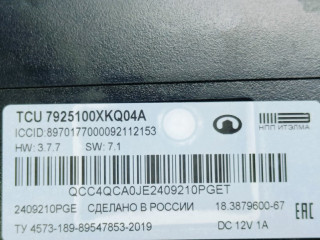 TCU 7925100XKQ04A
ICCID:8970177000092112153
HW: 3.7.7 SW: 7.1
НПП ИТЭЛМА
QCC4QCA0JE2409210PGET
2409210PGE СДЕЛАНО В РОССИИ 18.3879600-67
ТУ 4573-189-89547853-2019 DC 12V 1A